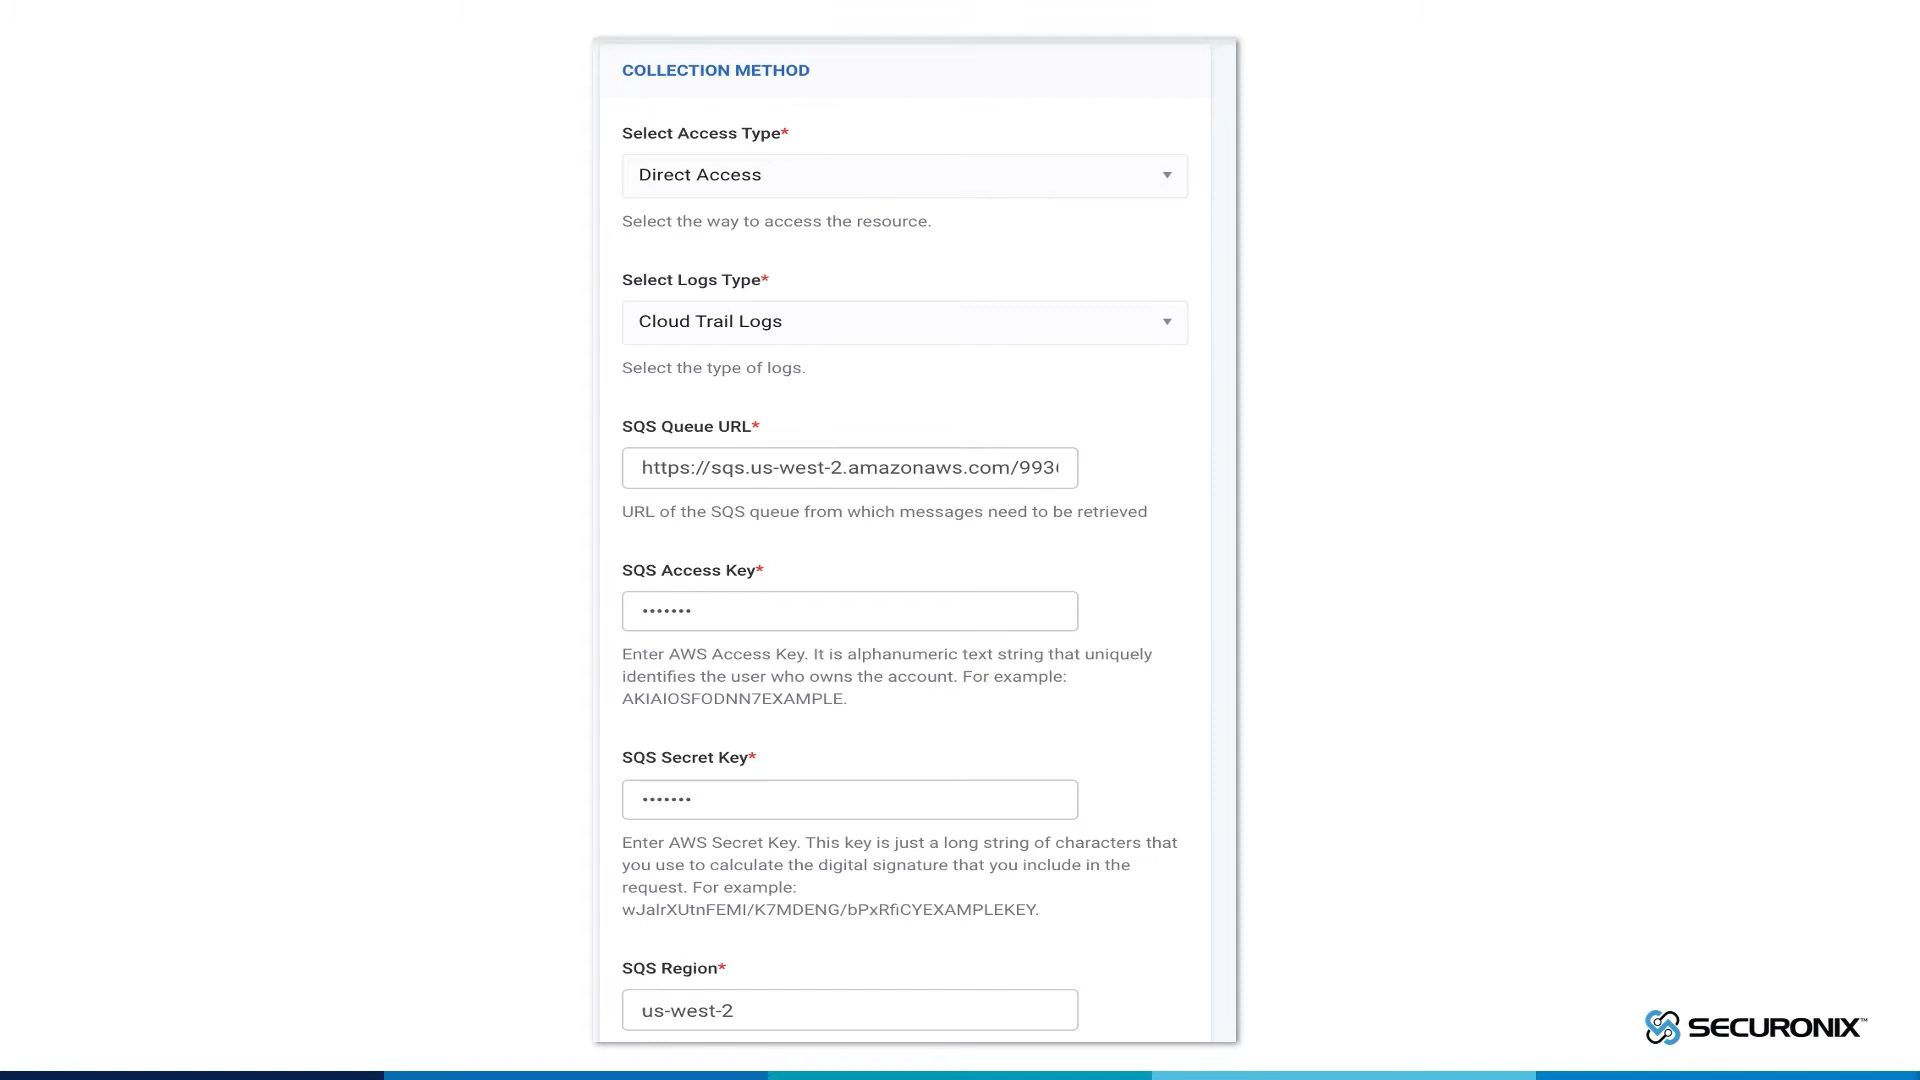 COLLECTION METHOD
Select Access Type*
Direct Access
Select the way to access the resource.
Select Logs Type*
Cloud Trail Logs
Select the type of logs.
SQS Queue URL*
https://sqs.us-west-2.amazonaws.com/993
URL of the SQS queue from which messages need to be retrieved
SQS Access Key*
•••••••
Enter AWS Access Key. It is alphanumeric text string that uniquely
identifies the user who owns the account. For example:
AKIAIOSFODNN7EXAMPLE.
SQS Secret Key*
•••••••
Enter AWS Secret Key. This key is just a long string of characters that
you use to calculate the digital signature that you include in the
request. For example:
wJalrXUtnFEMI/K7MDENG/bPxRfiCYEXAMPLEKEY.
SQS Region*
us-west-2
SECURONIX™